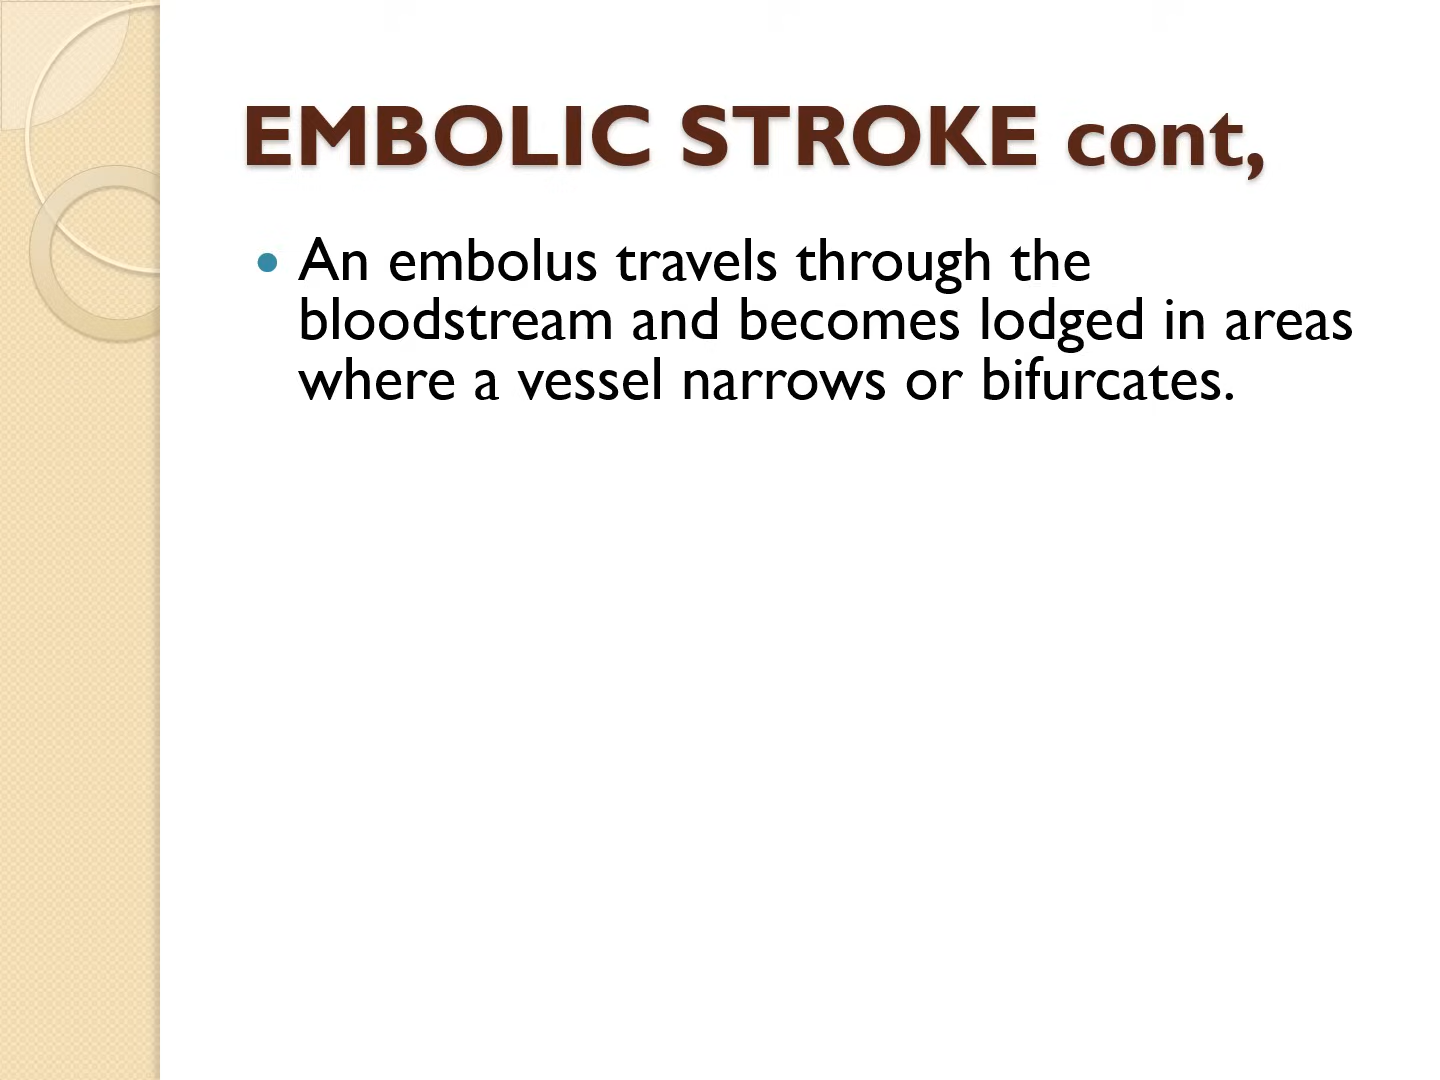 EMBOLIC STROKE cont,
• An embolus travels through the
bloodstream and becomes lodged in areas
where a vessel narrows or bifurcates.